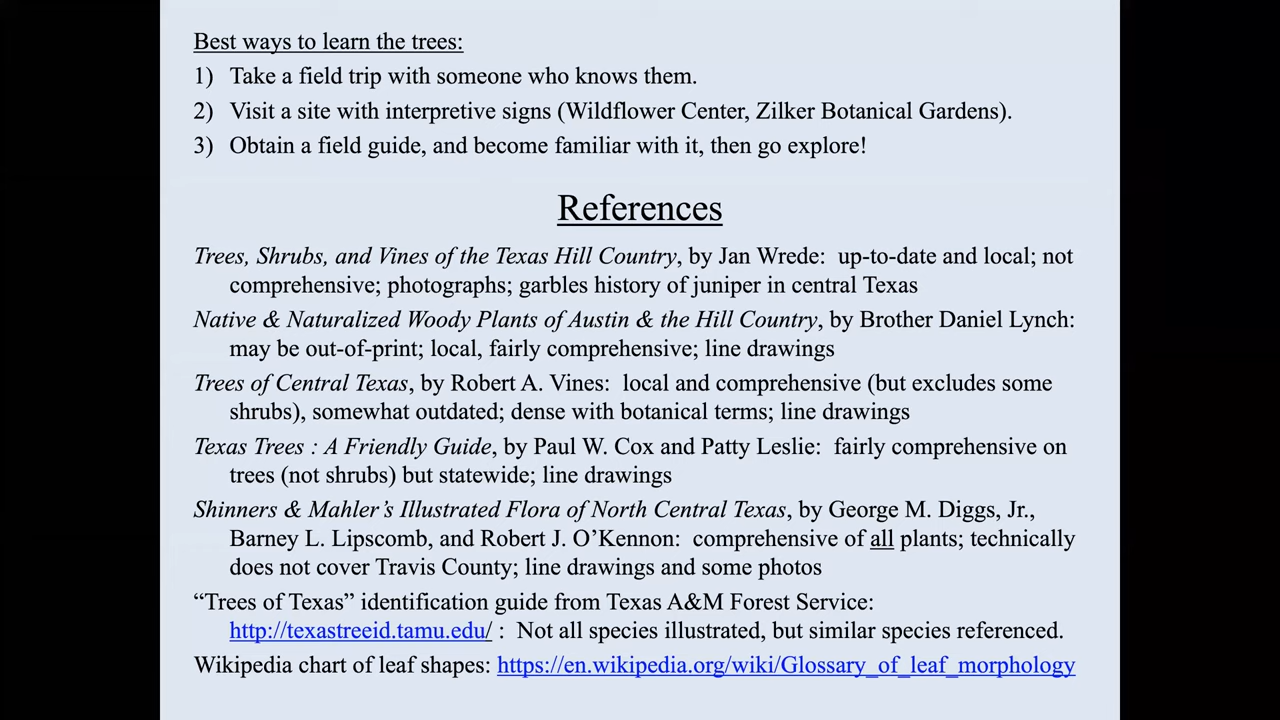 Best ways to learn the trees:
1) Take a field trip with someone who knows them.
2) Visit a site with interpretive signs (Wildflower Center, Zilker Botanical Gardens).
3) Obtain a field guide, and become familiar with it, then go explore!
References
Trees, Shrubs, and Vines of the Texas Hill Country, by Jan Wrede: up-to-date and local; not
comprehensive; photographs; garbles history of juniper in central Texas
Native & Naturalized Woody Plants of Austin & the Hill Country, by Brother Daniel Lynch:
may be out-of-print; local, fairly comprehensive; line drawings
Trees of Central Texas, by Robert A. Vines: local and comprehensive (but excludes some
shrubs), somewhat outdated; dense with botanical terms; line drawings
Texas Trees : A Friendly Guide, by Paul W. Cox and Patty Leslie: fairly comprehensive on
trees (not shrubs) but statewide; line drawings
Shinners & Mahler’s Illustrated Flora of North Central Texas, by George M. Diggs, Jr.,
Barney L. Lipscomb, and Robert J. O’Kennon: comprehensive of all plants; technically
does not cover Travis County; line drawings and some photos
“Trees of Texas” identification guide from Texas A&M Forest Service:
http://texastreeid.tamu.edu/ : Not all species illustrated, but similar species referenced.
Wikipedia chart of leaf shapes: https://en.wikipedia.org/wiki/Glossary_of_leaf_morphology